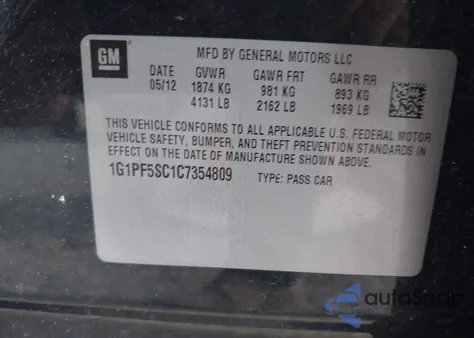 GM
MFD BY GENERAL MOTORS LLC
DATE GVWR GAWR FRT GAWR RR
05/12 1874 KG 981 KG 893 KG
4131 LB 2162 LB 1969 LB
THIS VEHICLE CONFORMS TO ALL APPLICABLE U.S. FEDERAL MOTOR
VEHICLE SAFETY, BUMPER, AND THEFT PREVENTION STANDARDS IN
EFFECT ON THE DATE OF MANUFACTURE SHOWN ABOVE.
1G1PF5SC1C7354809 TYPE: PASS CAR
autoSnap